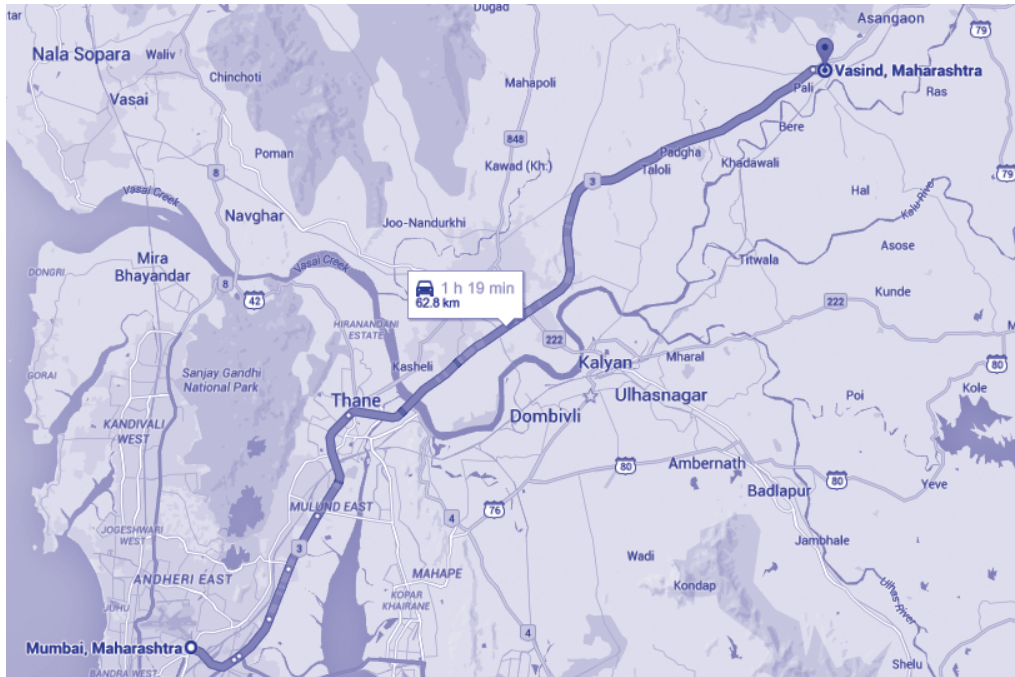 Dugad
Asangaon
79
Nala Sopara
Waliv
Chinchoti
Mahapoli
Vasind, Maharashtra
Vasai
Pali
Ras
Bere
848
Poman
Kawad (Kh.)
Padgha
Taloli
Khadawali
8
3
79
Vasai Creek
Navghar
Joo-Nandurkhi
Hal
Kalu River
Mira
Bhayandar
Vasai Creek
Titwala
Asose
DONGRI
8
42
1 h 19 min
62.8 km
Kunde
222
HIRANANDANI
ESTATE
222
Kalyan
Mharal
80
GORAI
Sanjay Gandhi
National Park
Kasheli
Thane
Ulhasnagar
Poi
Kole
KANDIVALI
WEST
Dombivli
80
Ambernath
80
Yeve
Badlapur
MULUND EAST
76
4
JOGESHWARI
WEST
3
Jambhale
Wadi
ANDHERI EAST
MAHAPE
Kondap
Ulhas River
JUHU
KOPAR
KHAIRANE
4
Mumbai, Maharashtra
BANDRA WEST
Shelu